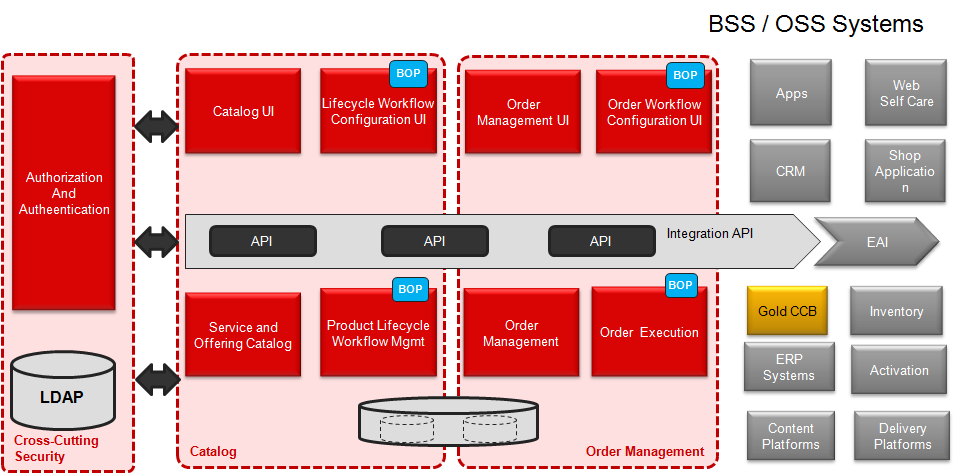 BSS / OSS Systems
Authorization
And
Autheentication
LDAP
Cross-Cutting
Security
Catalog UI
BOP
Lifecycle Workflow
Configuration UI
Order
Management UI
BOP
Order Workflow
Configuration UI
API
API
API
Integration API
EAI
Service and
Offering Catalog
BOP
Product Lifecycle
Workflow Mgmt
Order
Management
BOP
Order Execution
Catalog
Order Management
Apps
Web
Self Care
CRM
Shop
Applicatio
n
Gold CCB
Inventory
ERP
Systems
Activation
Content
Platforms
Delivery
Platforms